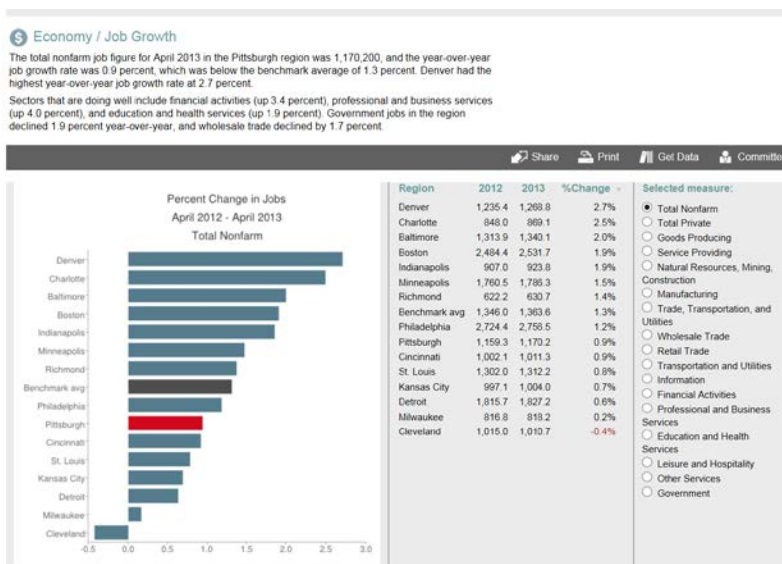 Economy / Job Growth
The total nonfarm job figure for April 2013 in the Pittsburgh region was 1,170,200, and the year-over-year
job growth rate was 0.9 percent, which was below the benchmark average of 1.3 percent. Denver had the
highest year-over-year job growth rate at 2.7 percent.
Sectors that are doing well include financial activities (up 3.4 percent), professional and business services
(up 4.0 percent), and education and health services (up 1.9 percent). Government jobs in the region
declined 1.9 percent year-over-year, and wholesale trade declined by 1.7 percent.
Share Print Get Data Committe
Percent Change in Jobs
April 2012 - April 2013
Total Nonfarm
Denver
Charlotte
Baltimore
Boston
Indianapolis
Minneapolis
Richmond
Benchmark avg
Philadelphia
Pittsburgh
Cincinnati
St. Louis
Kansas City
Detroit
Milwaukee
Cleveland
-0.5 0.0 0.5 1.0 1.5 2.0 2.5 3.0
Region 2012 2013 %Change
Denver 1,235.4 1,268.8 2.7%
Charlotte 848.0 869.1 2.5%
Baltimore 1,313.9 1,340.1 2.0%
Boston 2,484.4 2,531.7 1.9%
Indianapolis 907.0 923.8 1.9%
Minneapolis 1,760.5 1,786.3 1.5%
Richmond 622.2 630.7 1.4%
Benchmark avg 1,346.0 1,363.6 1.3%
Philadelphia 2,724.4 2,756.5 1.2%
Pittsburgh 1,159.3 1,170.2 0.9%
Cincinnati 1,002.1 1,011.3 0.9%
St. Louis 1,302.0 1,312.2 0.8%
Kansas City 997.1 1,004.0 0.7%
Detroit 1,815.7 1,827.2 0.6%
Milwaukee 816.8 818.2 0.2%
Cleveland 1,015.0 1,010.7 -0.4%
Selected measure:
Total Nonfarm
Total Private
Goods Producing
Service Providing
Natural Resources, Mining,
Construction
Manufacturing
Trade, Transportation, and
Utilities
Wholesale Trade
Retail Trade
Transportation and Utilities
Information
Financial Activities
Professional and Business
Services
Education and Health
Services
Leisure and Hospitality
Other Services
Government